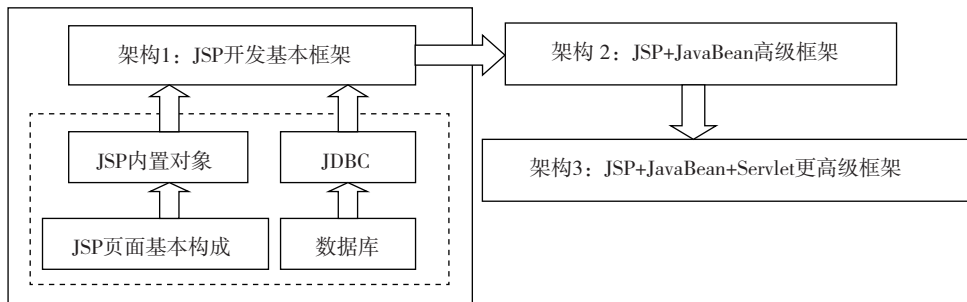 架构1：JSP开发基本框架
架构 2：JSP+JavaBean高级框架
JSP内置对象
JDBC
架构3：JSP+JavaBean+Servlet更高级框架
JSP页面基本构成
数据库